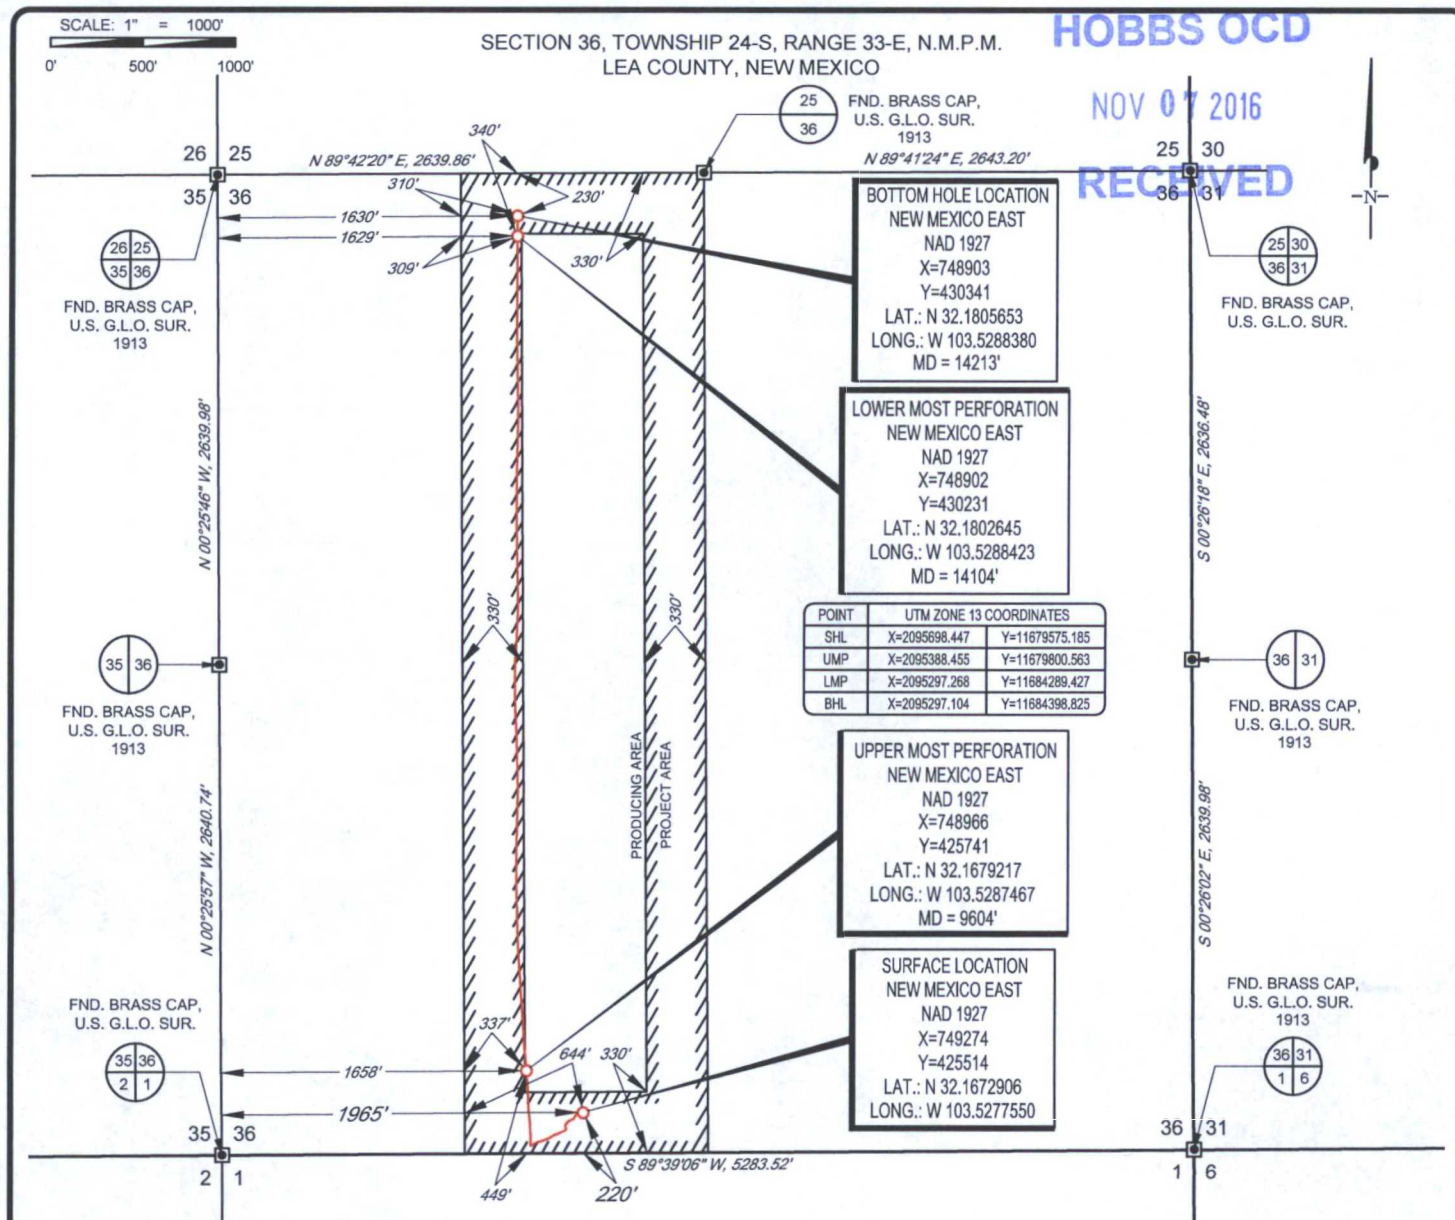 SCALE: 1" = 1000'
0' 500' 1000'
SECTION 36, TOWNSHIP 24-S, RANGE 33-E, N.M.P.M.
LEA COUNTY, NEW MEXICO
HOBBS OCD
NOV 07 2016
RECEIVED
25
36
FND. BRASS CAP,
U.S. G.L.O. SUR.
1913
N
26 25
35 36
N 89°42'20" E, 2639.86'
340'
N 89°41'24" E, 2643.20'
25 30
36 31
310'
230'
1630'
1629'
309'
330'
26 25
35 36
FND. BRASS CAP,
U.S. G.L.O. SUR.
1913
25 30
36 31
FND. BRASS CAP,
U.S. G.L.O. SUR.
BOTTOM HOLE LOCATION
NEW MEXICO EAST
NAD 1927
X=748903
Y=430341
LAT.: N 32.1805653
LONG.: W 103.5288380
MD = 14213'
LOWER MOST PERFORATION
NEW MEXICO EAST
NAD 1927
X=748902
Y=430231
LAT.: N 32.1802645
LONG.: W 103.5288423
MD = 14104'
N 00°25'46" W, 2639.98'
S 00°26'18" E, 2636.48'
330'
330'
POINT UTM ZONE 13 COORDINATES
SHL X=2095698.447 Y=11679575.185
UMP X=2095388.455 Y=11679800.563
LMP X=2095297.268 Y=11684289.427
BHL X=2095297.104 Y=11684398.825
35 36
FND. BRASS CAP,
U.S. G.L.O. SUR.
1913
36 31
FND. BRASS CAP,
U.S. G.L.O. SUR.
1913
PRODUCING AREA
PROJECT AREA
UPPER MOST PERFORATION
NEW MEXICO EAST
NAD 1927
X=748966
Y=425741
LAT.: N 32.1679217
LONG.: W 103.5287467
MD = 9604'
N 00°25'57" W, 2640.74'
S 00°26'02" E, 2639.98'
SURFACE LOCATION
NEW MEXICO EAST
NAD 1927
X=749274
Y=425514
LAT.: N 32.1672906
LONG.: W 103.5277550
FND. BRASS CAP,
U.S. G.L.O. SUR.
35 36
2 1
FND. BRASS CAP,
U.S. G.L.O. SUR.
1913
36 31
1 6
337'
644'
330'
1658'
1965'
35 36
2 1
36 31
1 6
S 89°39'06" W, 5283.52'
449'
220'